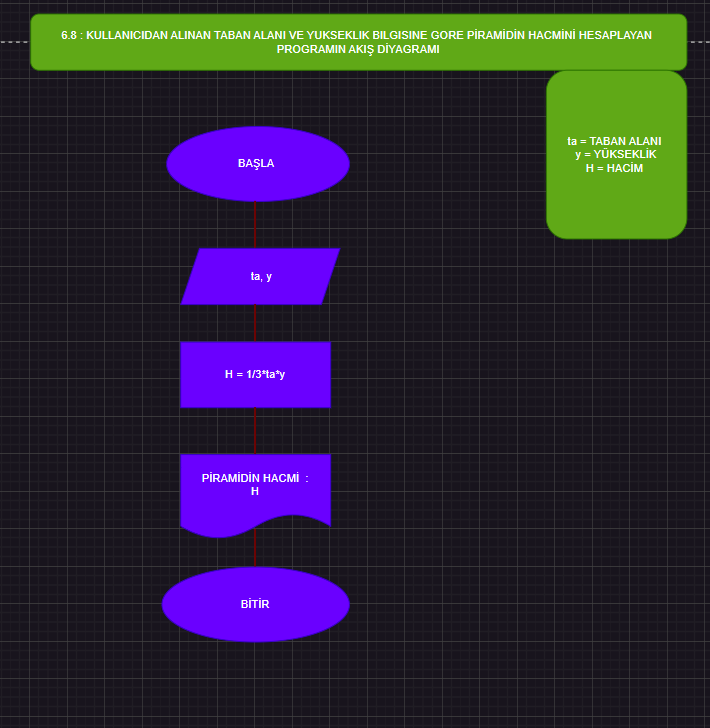 6.8 : KULLANICIDAN ALINAN TABAN ALANI VE YUKSEKLIK BILGISINE GORE PİRAMİDİN HACMİNİ HESAPLAYAN
PROGRAMIN AKIŞ DİYAGRAMI
ta = TABAN ALANI
y = YÜKSEKLİK
H = HACİM
BAŞLA
ta, y
H = 1/3*ta*y
PİRAMİDİN HACMİ :
H
BİTİR